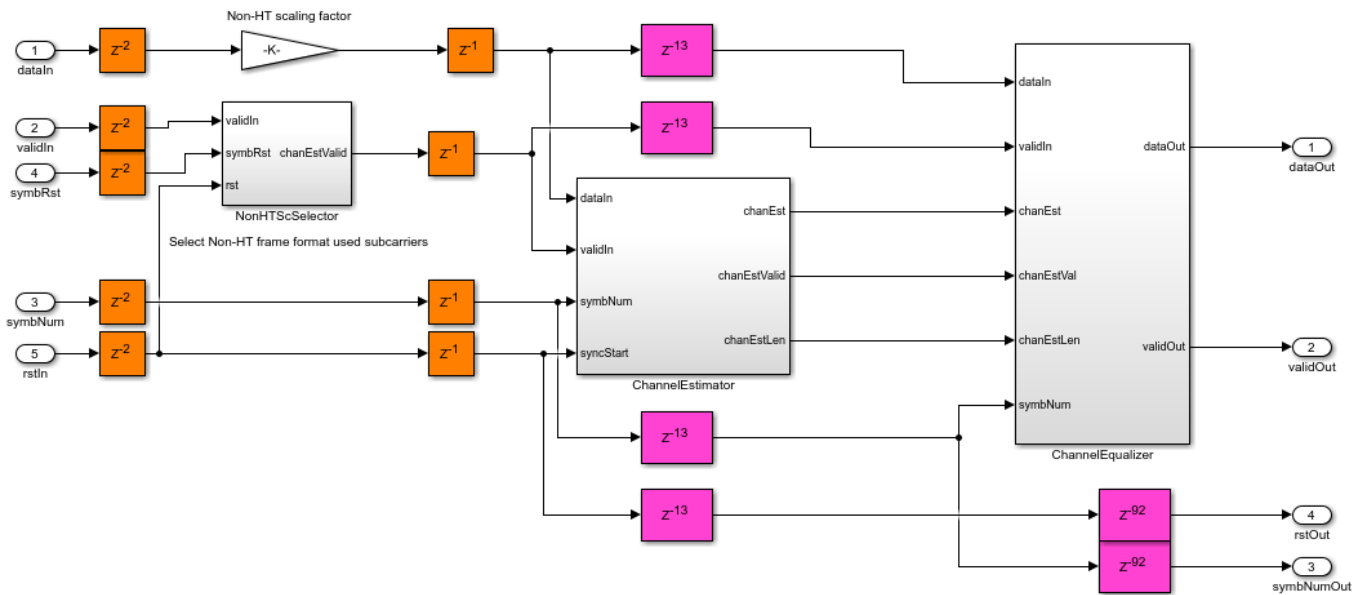 Non-HT scaling factor
1
dataIn
z-2
-K-
z-1
z-13
2
validIn
z-2
4
symbRst
z-2
validIn
symbRst
rst
chanEstValid
NonHTScSelector
z-1
z-13
Select Non-HT frame format used subcarriers
3
symbNum
z-2
z-1
5
rstIn
z-2
z-1
dataIn
validIn
symbNum
syncStart
chanEst
chanEstValid
chanEstLen
ChannelEstimator
z-13
z-13
dataIn
validIn
chanEst
chanEstVal
chanEstLen
symbNum
dataOut
validOut
ChannelEqualizer
1
dataOut
2
validOut
z-92
4
rstOut
z-92
3
symbNumOut